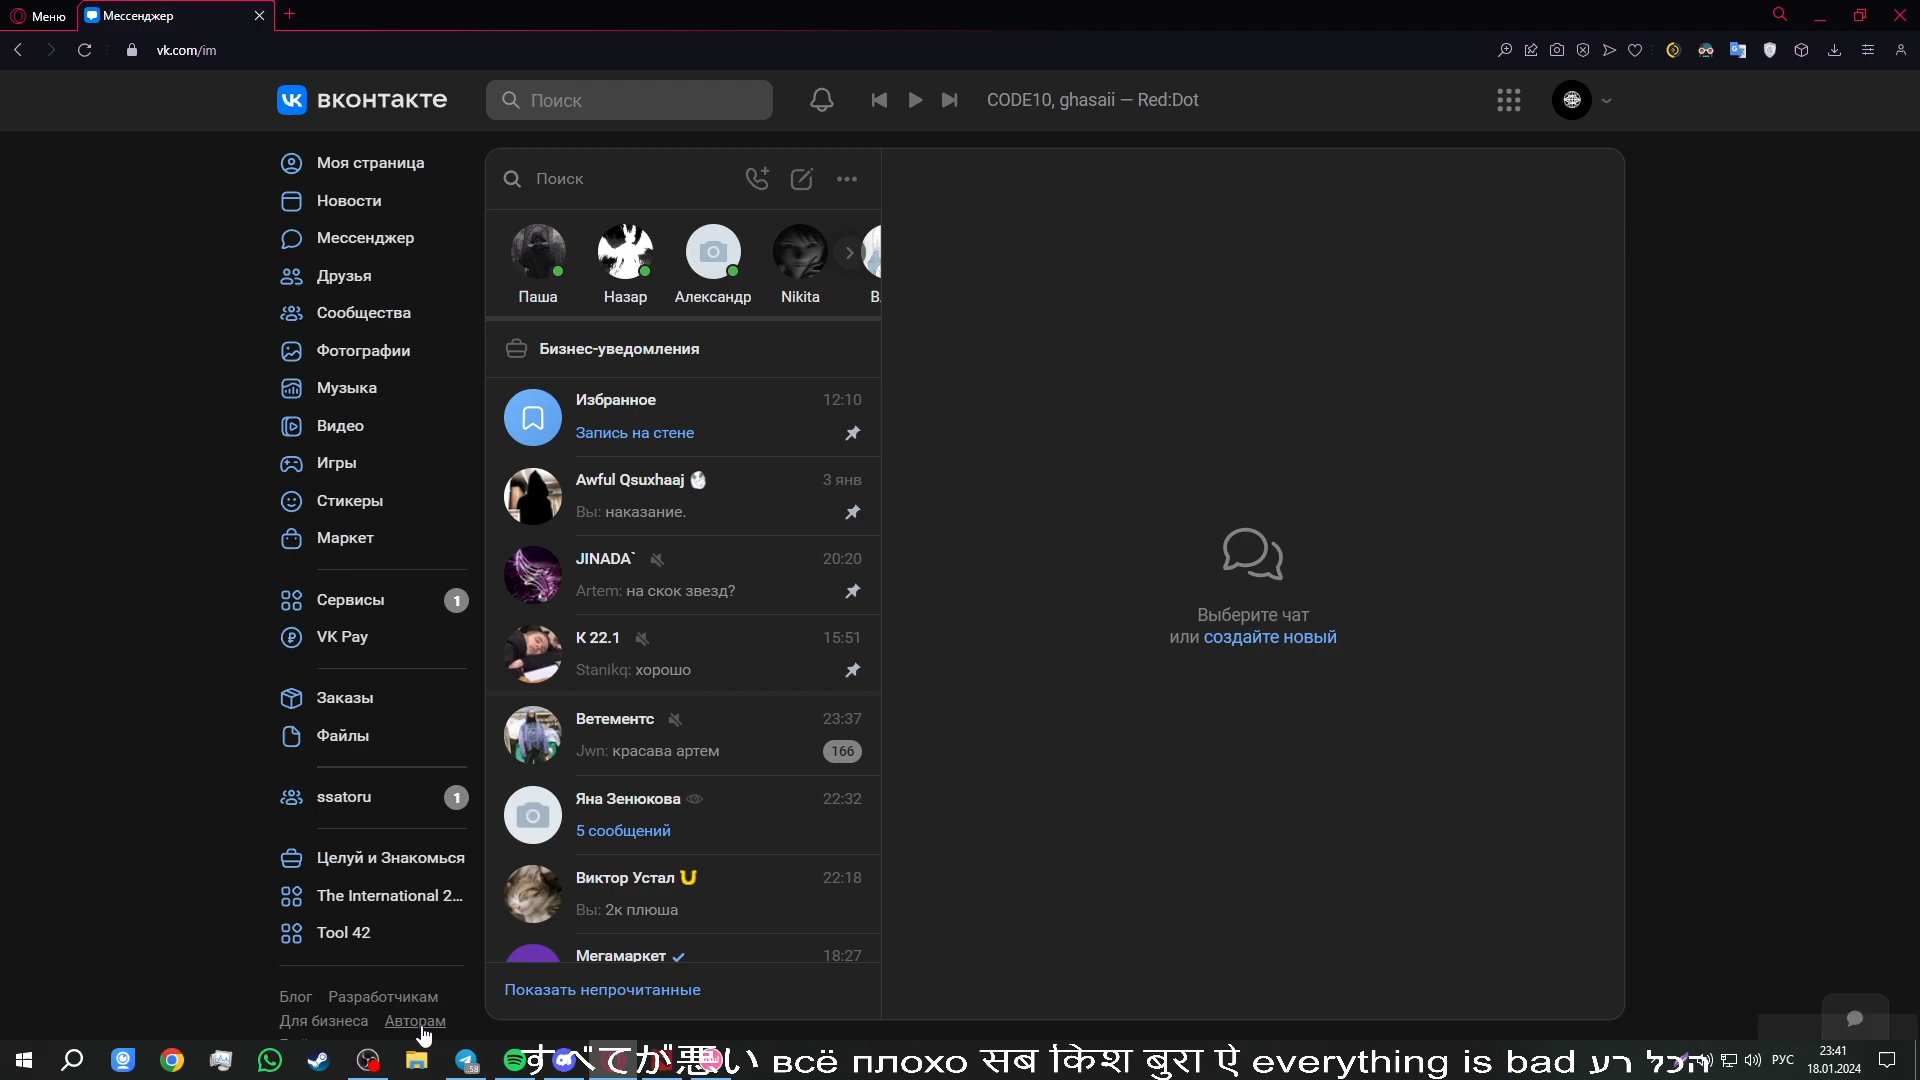 Меню
Мессенджер
vk.com/im
ВКОНТАКТЕ
Поиск
CODE10, ghasaii — Red:Dot
Моя страница
Новости
Мессенджер
Друзья
Сообщества
Фотографии
Музыка
Видео
Игры
Стикеры
Маркет
Сервисы 1
VK Pay
Заказы
Файлы
ssatoru 1
Целуй и Знакомься
The International 2...
Tool 42
Блог Разработчикам
Для бизнеса Авторам
Поиск
Паша Назар Александр Nikita В.
Бизнес-уведомления
Избранное 12:10
Запись на стене
Awful Qsuxhaaj 3 янв
Вы: наказание.
JINADA` 20:20
Artem: на скок звезд?
К 22.1 15:51
Stanikq: хорошо
Ветементс 23:37
Jwn: красава артем 166
Яна Зенюкова 22:32
5 сообщений
Виктор Устал 22:18
Вы: 2к плюша
Мегамаркет 18:27
Показать непрочитанные
Выберите чат
или создайте новый
すべてが悪い всё плохо सब किश बुरा ऐ everything is bad הכל רע
.58
РУС
23:41
18.01.2024